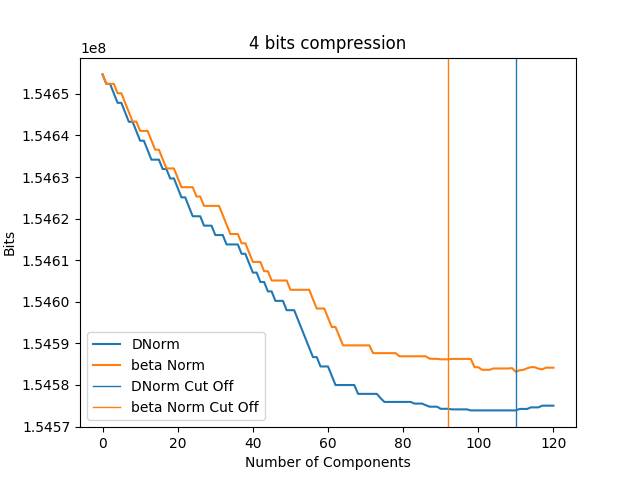 4 bits compression
1e8
1.5465
1.5464
1.5463
1.5462
1.5461
1.5460
1.5459
1.5458
1.5457
Bits
DNorm
beta Norm
DNorm Cut Off
beta Norm Cut Off
0 20 40 60 80 100 120
Number of Components